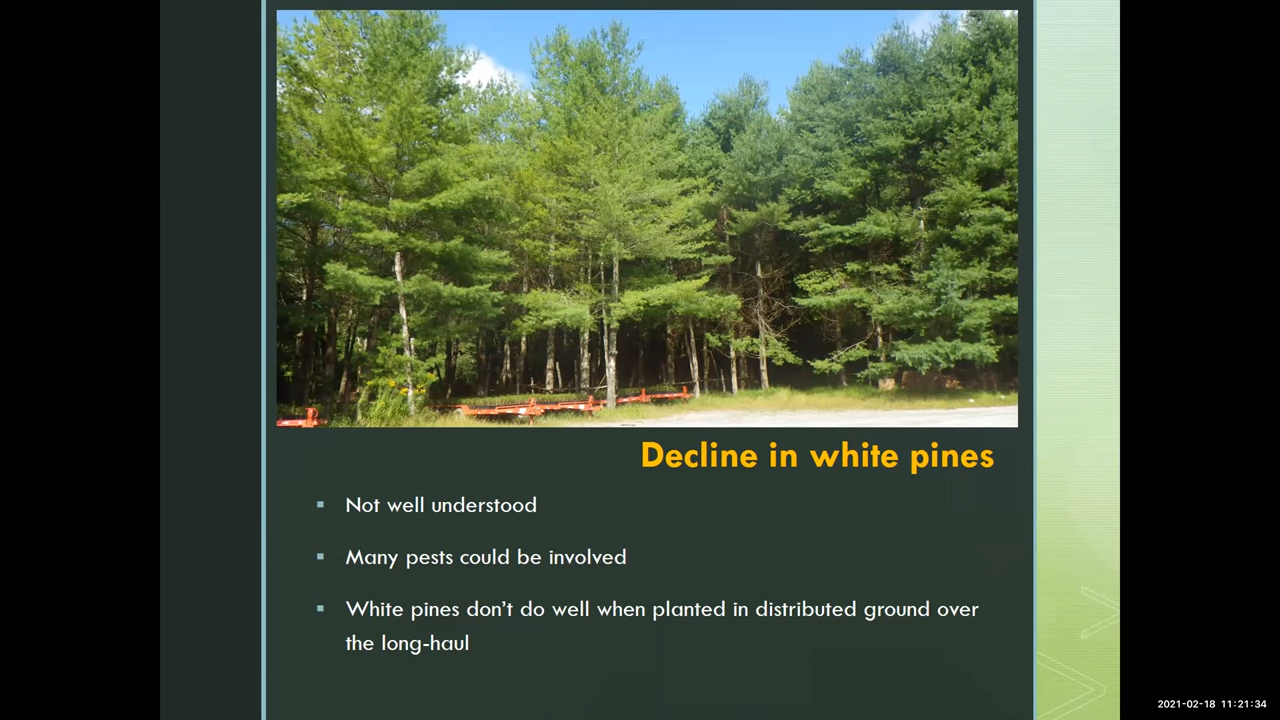 Decline in white pines
▪ Not well understood
▪ Many pests could be involved
▪ White pines don't do well when planted in distributed ground over
the long-haul
2021-02-18 11:21:34